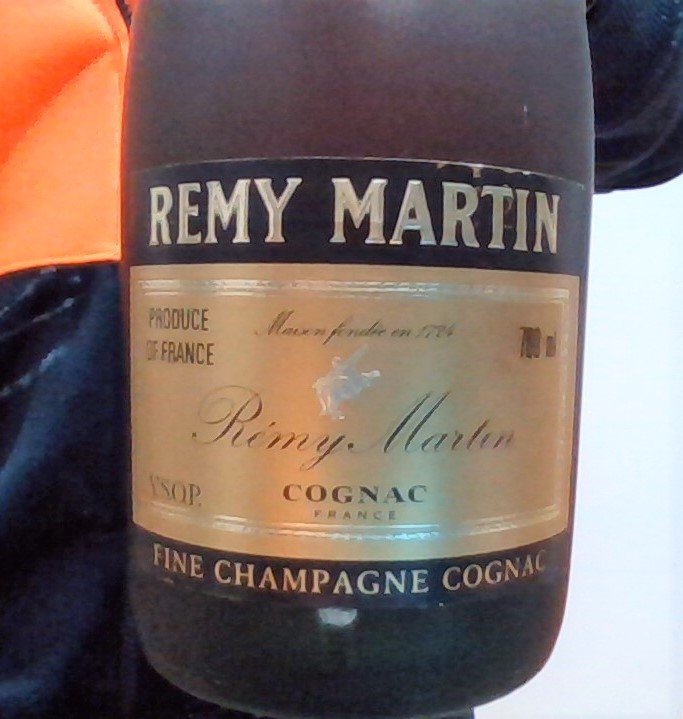 REMY MARTIN
PRODUCE
OF FRANCE
Maison fondée en 1724
700 ml
Rémy Martin
V.S.O.P.
COGNAC
FRANCE
FINE CHAMPAGNE COGNAC